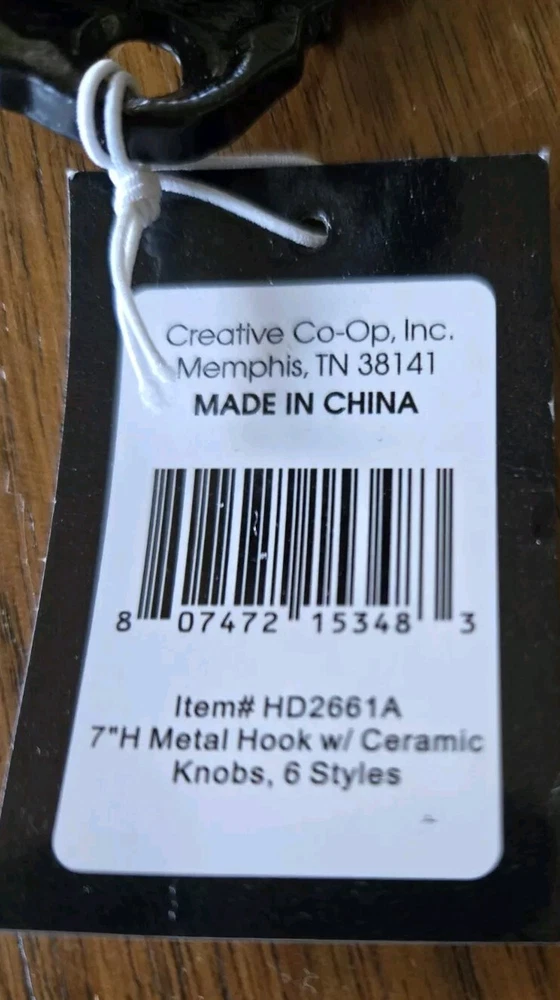 Creative Co-Op, Inc.
Memphis, TN 38141
MADE IN CHINA
8 07472 15348 3
Item# HD2661A
7"H Metal Hook w/ Ceramic
Knobs, 6 Styles